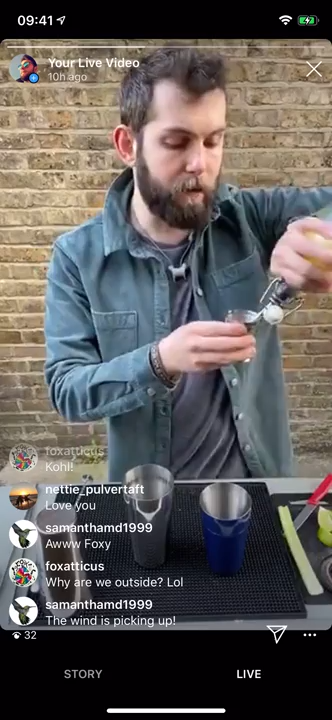 09:41
Your Live Video
10h ago
foxatticus
Kohl!
nettie_pulvertaft
Love you
samanthamd1999
Awww Foxy
foxatticus
Why are we outside? Lol
samanthamd1999
The wind is picking up!
32
STORY
LIVE